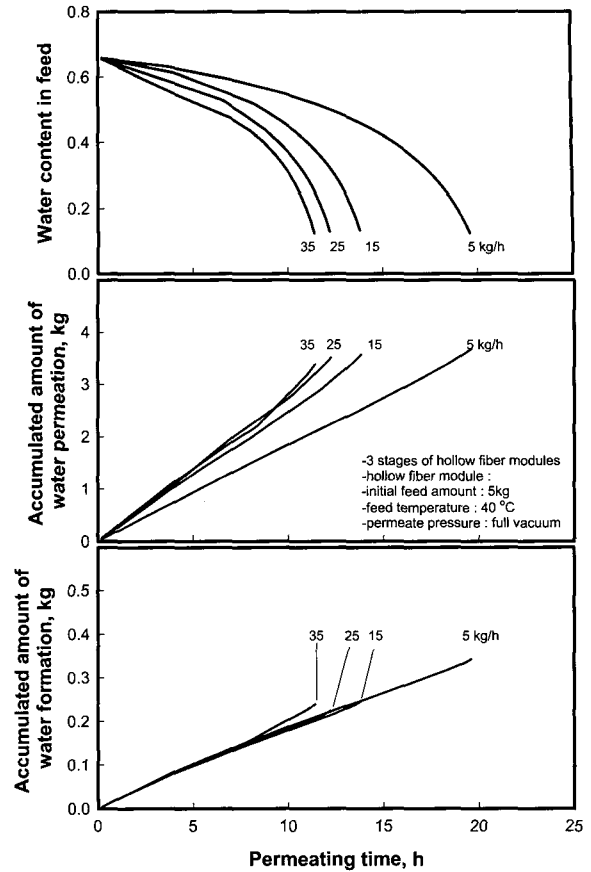 0.8
0.6
0.4
0.2
0.0
Water content in feed
35 25 15 5 kg/h
4
3
2
1
0
Accumulated amount of
water permeation, kg
35 25 15 5 kg/h
-3 stages of hollow fiber modules
-hollow fiber module :
-initial feed amount : 5kg
-feed temperature : 40 °C
-permeate pressure : full vacuum
0.5
0.4
0.3
0.2
0.1
0.0
Accumulated amount of
water formation, kg
35 25 15 5 kg/h
0 5 10 15 20 25
Permeating time, h